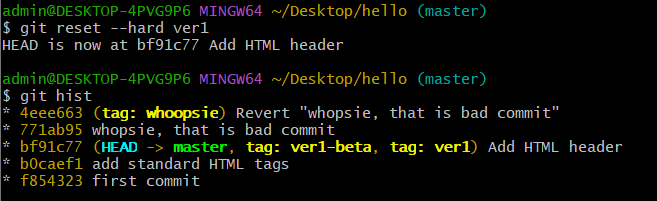 admin@DESKTOP-4PVG9P6 MINGW64 ~/Desktop/hello (master)
$ git reset --hard ver1
HEAD is now at bf91c77 Add HTML header
admin@DESKTOP-4PVG9P6 MINGW64 ~/Desktop/hello (master)
$ git hist
* 4eee663 (tag: whoopsie) Revert "whopsie, that is bad commit"
* 771ab95 whopsie, that is bad commit
* bf91c77 (HEAD -> master, tag: ver1-beta, tag: ver1) Add HTML header
* b0caef1 add standard HTML tags
* f854323 first commit